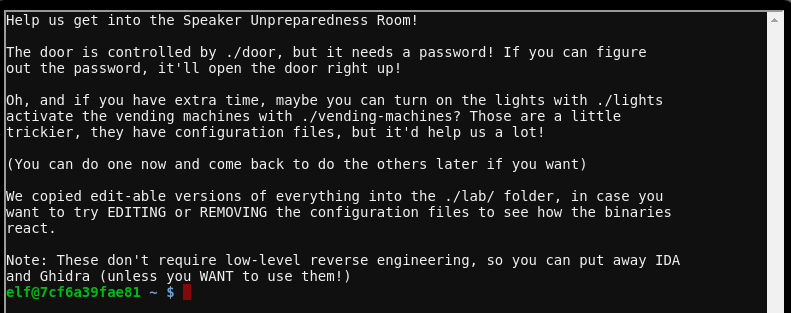 Help us get into the Speaker Unpreparedness Room!
The door is controlled by ./door, but it needs a password! If you can figure
out the password, it'll open the door right up!
Oh, and if you have extra time, maybe you can turn on the lights with ./lights
activate the vending machines with ./vending-machines? Those are a little
trickier, they have configuration files, but it'd help us a lot!
(You can do one now and come back to do the others later if you want)
We copied edit-able versions of everything into the ./lab/ folder, in case you
want to try EDITING or REMOVING the configuration files to see how the binaries
react.
Note: These don't require low-level reverse engineering, so you can put away IDA
and Ghidra (unless you WANT to use them!)
elf@7cf6a39fae81 ~ $